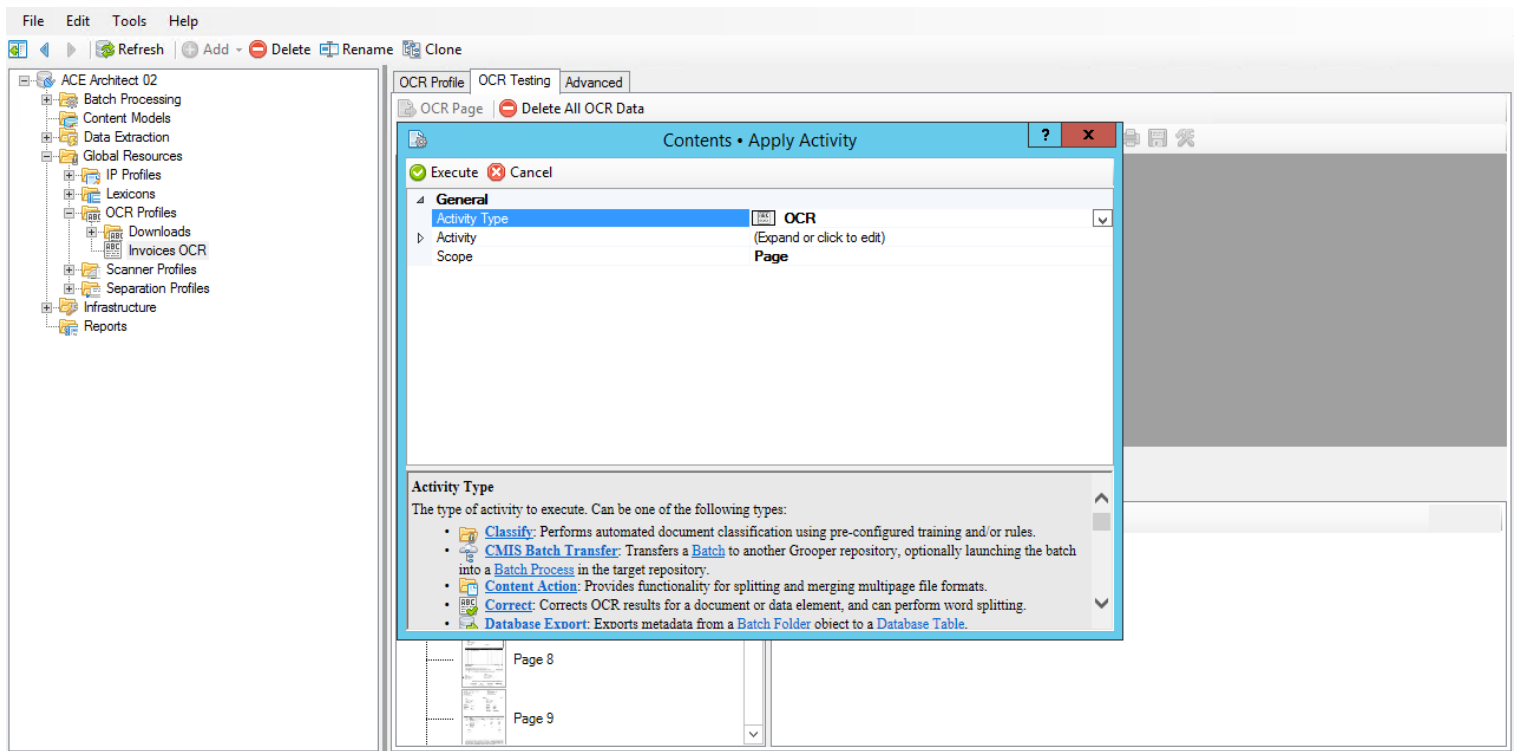 File Edit Tools Help
Refresh Add Delete Rename Clone
ACE Architect 02
Batch Processing
Content Models
Data Extraction
Global Resources
IP Profiles
Lexicons
OCR Profiles
Downloads
Invoices OCR
Scanner Profiles
Separation Profiles
Infrastructure
Reports
OCR Profile OCR Testing Advanced
OCR Page Delete All OCR Data
Contents • Apply Activity ? x
Execute Cancel
General
Activity Type OCR
Activity (Expand or click to edit)
Scope Page
Activity Type
The type of activity to execute. Can be one of the following types:
• Classify: Performs automated document classification using pre-configured training and/or rules.
• CMIS Batch Transfer: Transfers a Batch to another Grooper repository, optionally launching the batch
into a Batch Process in the target repository.
• Content Action: Provides functionality for splitting and merging multipage file formats.
• Correct: Corrects OCR results for a document or data element, and can perform word splitting.
• Database Export: Exports metadata from a Batch Folder object to a Database Table.
Page 8
Page 9